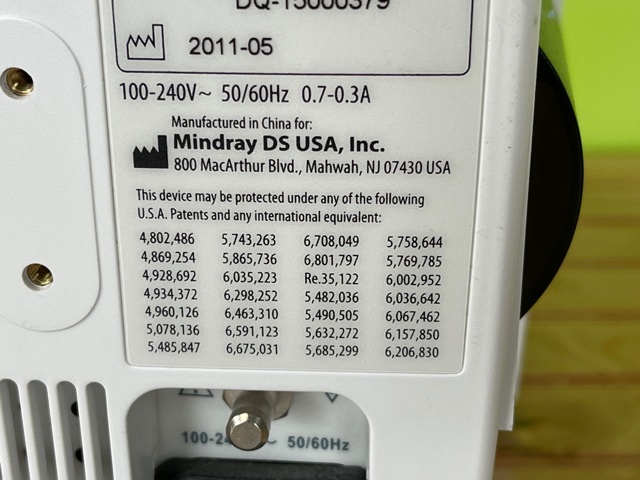 DQ-15000379
2011-05
100-240V~ 50/60Hz 0.7-0.3A
Manufactured in China for:
Mindray DS USA, Inc.
800 MacArthur Blvd., Mahwah, NJ 07430 USA
This device may be protected under any of the following
U.S.A. Patents and any international equivalent:
4,802,486 5,743,263 6,708,049 5,758,644
4,869,254 5,865,736 6,801,797 5,769,785
4,928,692 6,035,223 Re.35,122 6,002,952
4,934,372 6,298,252 5,482,036 6,036,642
4,960,126 6,463,310 5,490,505 6,067,462
5,078,136 6,591,123 5,632,272 6,157,850
5,485,847 6,675,031 5,685,299 6,206,830
50/60Hz